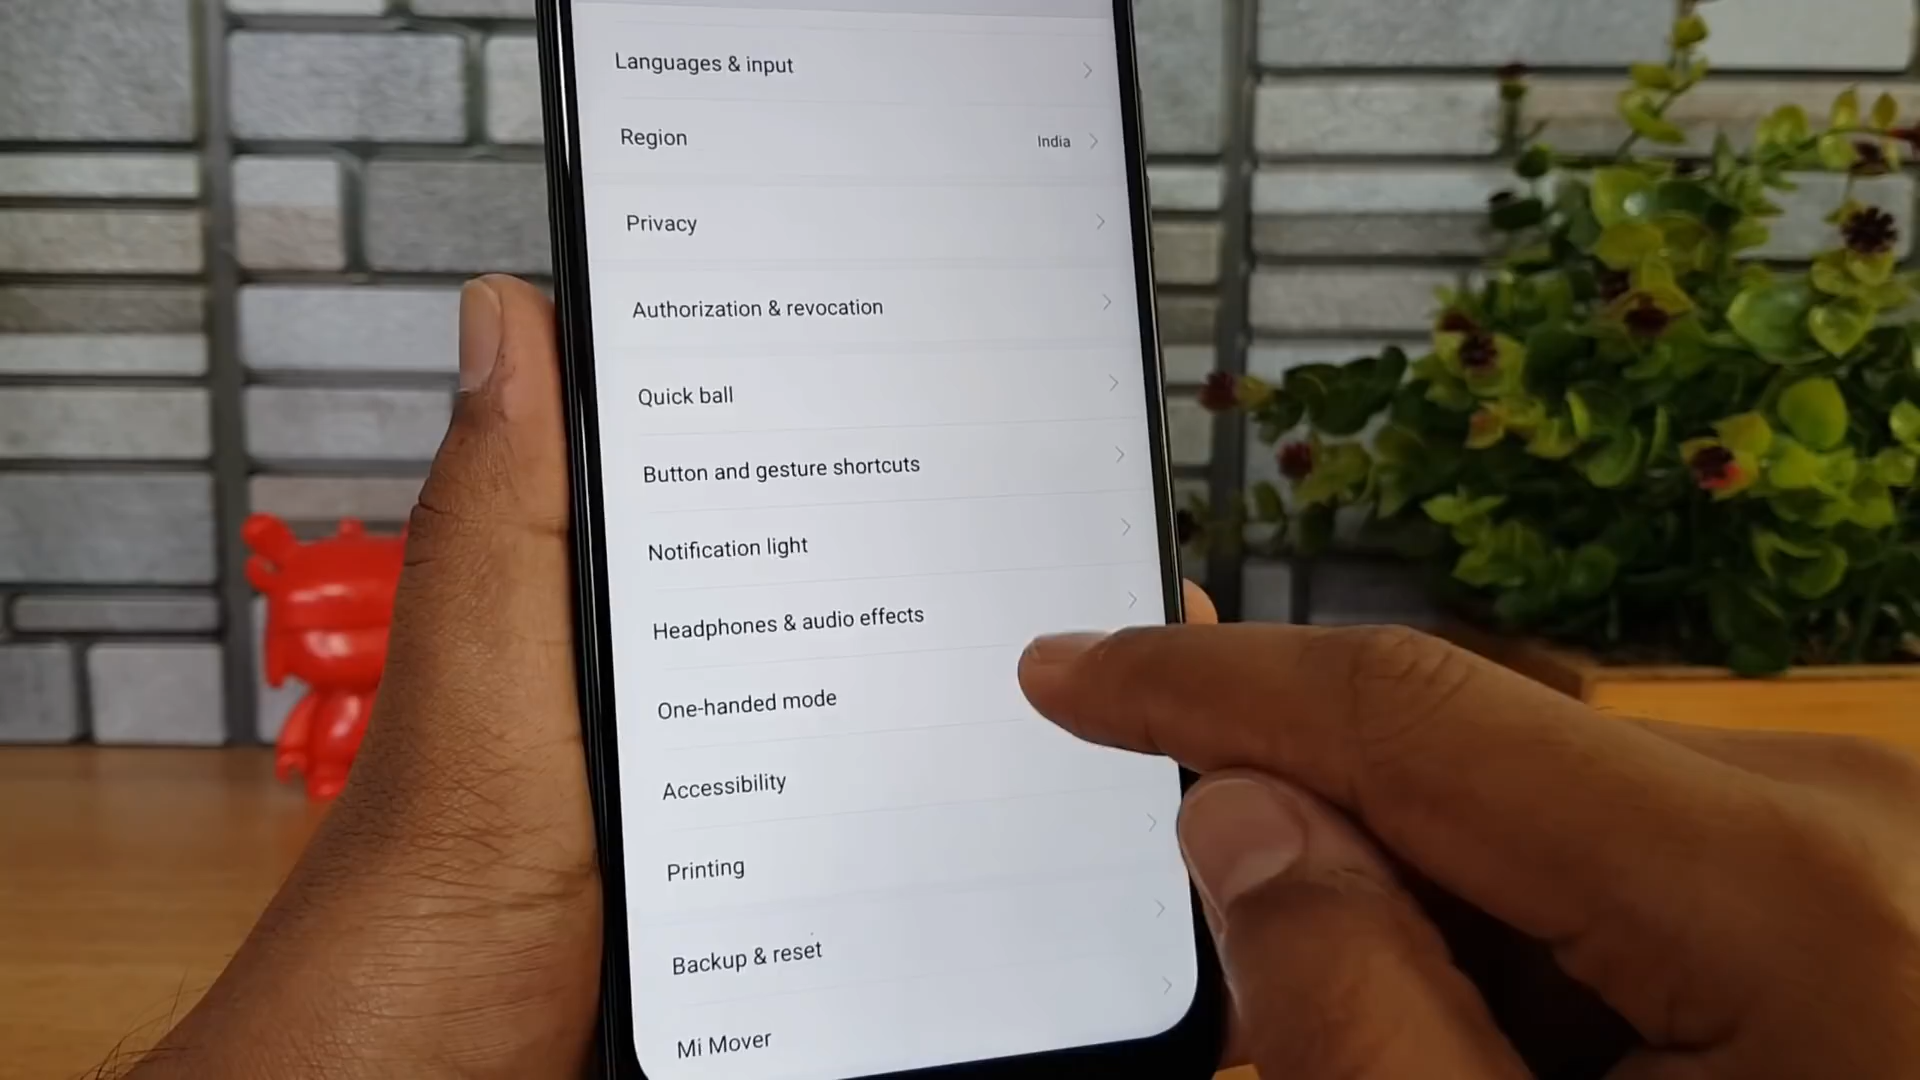 Languages & input
Region India
Privacy
Authorization & revocation
Quick ball
Button and gesture shortcuts
Notification light
Headphones & audio effects
One-handed mode
Accessibility
Printing
Backup & reset
Mi Mover